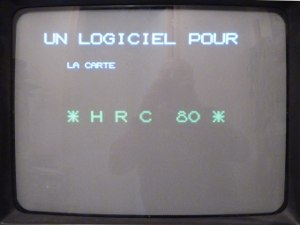 UN LOGICIEL POUR
LA CARTE
* H R C 80 *